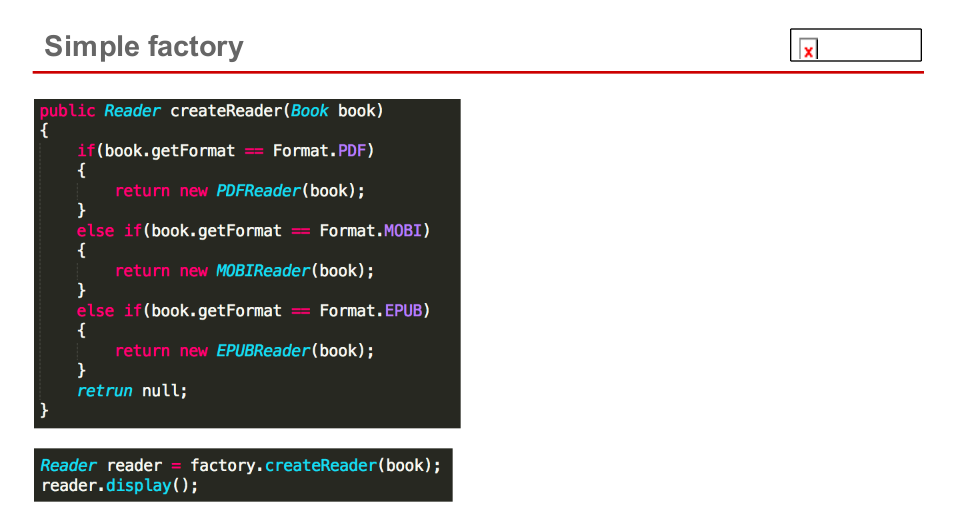 Simple factory
x
public Reader createReader(Book book)
{
if(book.getFormat == Format.PDF)
{
return new PDFReader(book);
}
else if(book.getFormat == Format.MOBI)
{
return new MOBIReader(book);
}
else if(book.getFormat == Format.EPUB)
{
return new EPUBReader(book);
}
retrun null;
}
Reader reader = factory.createReader(book);
reader.display();